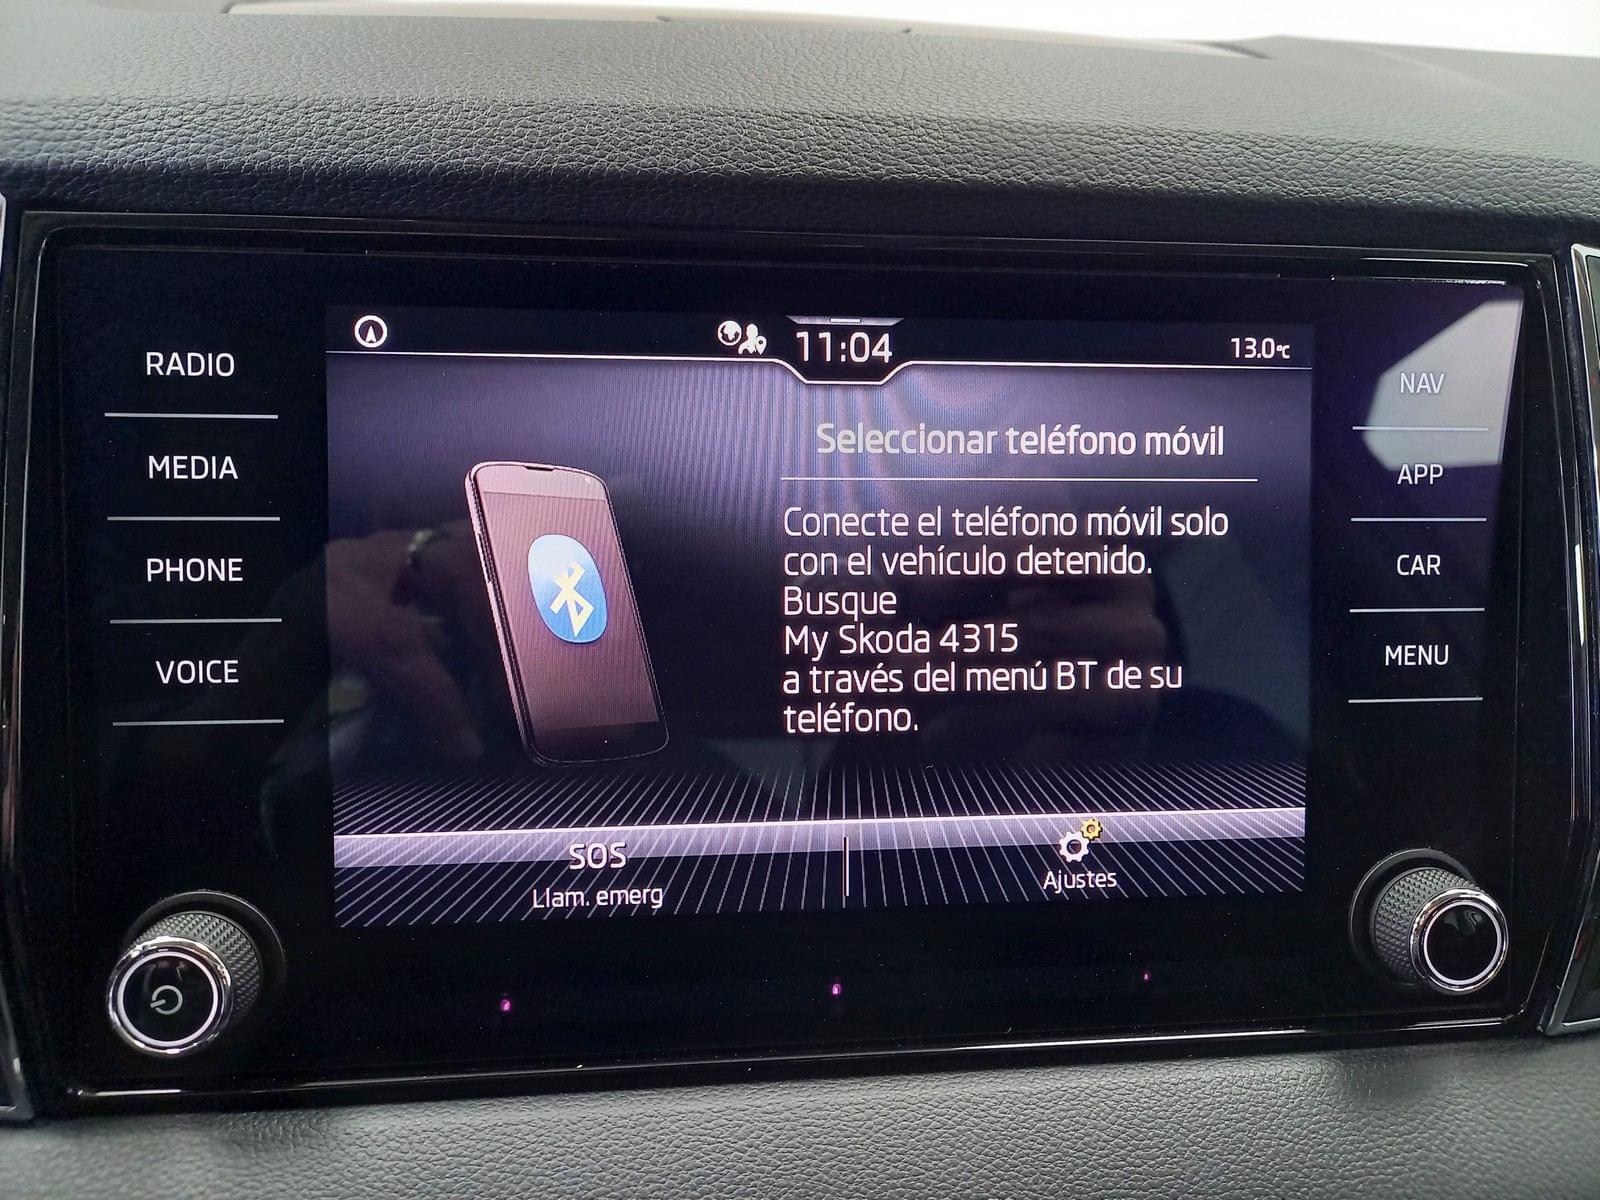 11:04
13.0°C
RADIO
MEDIA
PHONE
VOICE
Seleccionar teléfono móvil
Conecte el teléfono móvil solo
con el vehículo detenido.
Busque
My Skoda 4315
a través del menú BT de su
teléfono.
SOS
Llam. emerg
Ajustes
NAV
APP
CAR
MENU